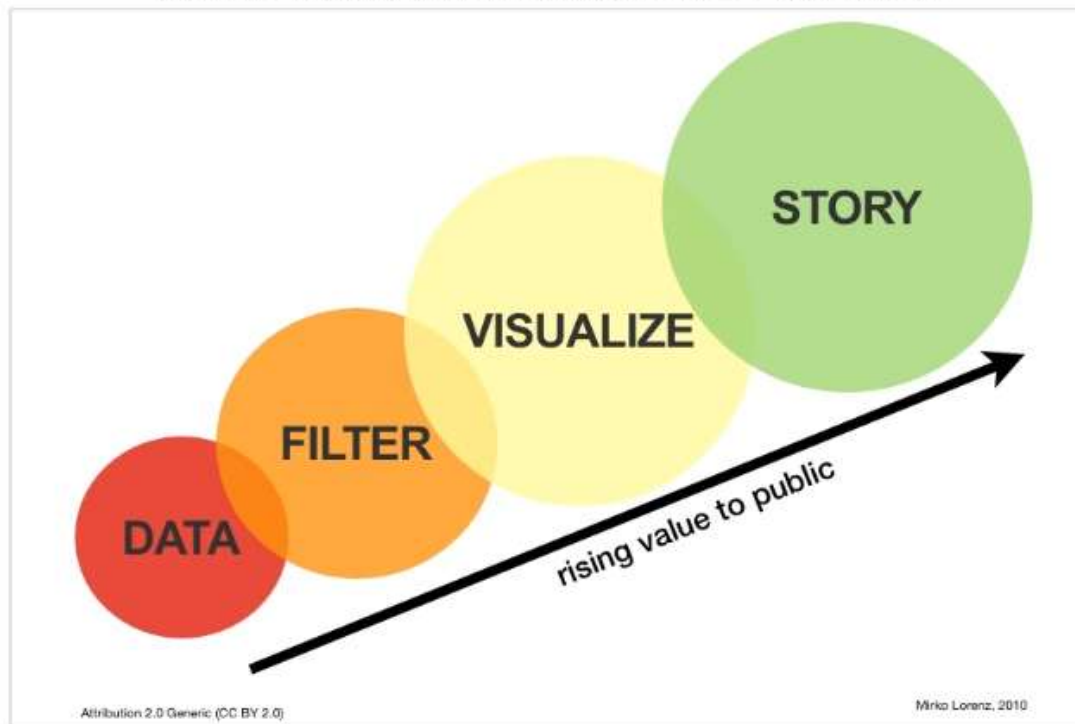 STORY
VISUALIZE
FILTER
DATA
rising value to public
Attribution 2.0 Generic (CC BY 2.0)
Mirko Lorenz, 2010